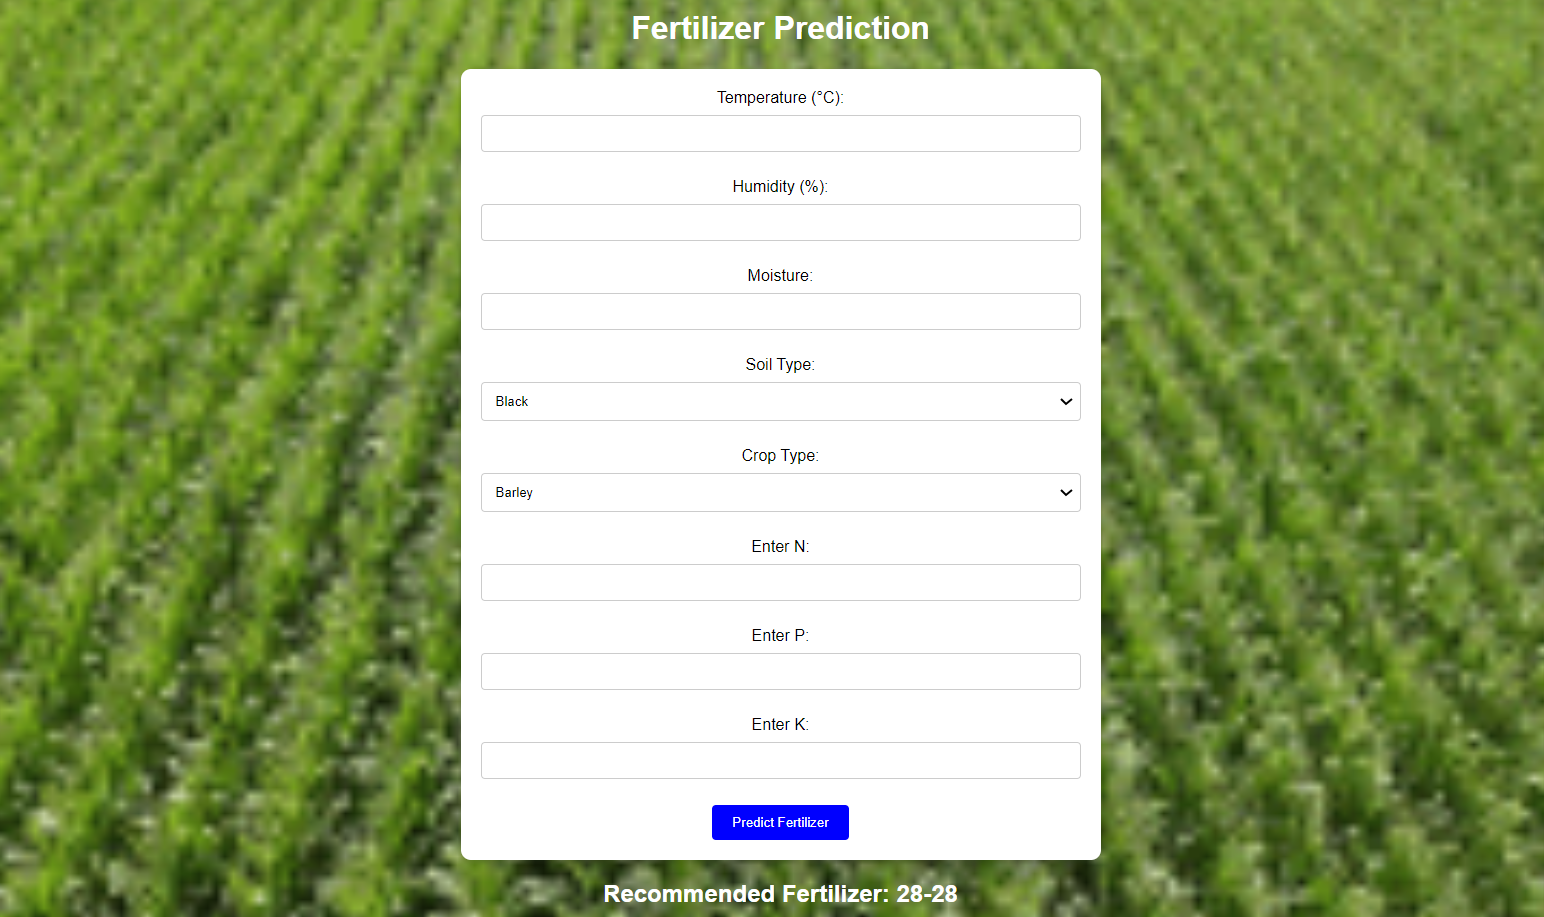 Fertilizer Prediction
Temperature (°C):
Humidity (%):
Moisture:
Soil Type:
Black
Crop Type:
Barley
Enter N:
Enter P:
Enter K:
Predict Fertilizer
Recommended Fertilizer: 28-28